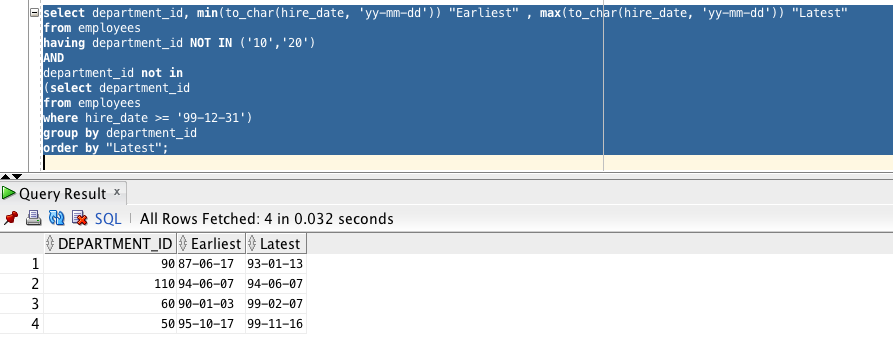 select department_id, min(to_char(hire_date, 'yy-mm-dd')) "Earliest" , max(to_char(hire_date, 'yy-mm-dd')) "Latest"
from employees
having department_id NOT IN ('10','20')
AND
department_id not in
(select department_id
from employees
where hire_date >= '99-12-31')
group by department_id
order by "Latest";
Query Result x
SQL | All Rows Fetched: 4 in 0.032 seconds
DEPARTMENT_ID Earliest Latest
1 90 87-06-17 93-01-13
2 110 94-06-07 94-06-07
3 60 90-01-03 99-02-07
4 50 95-10-17 99-11-16